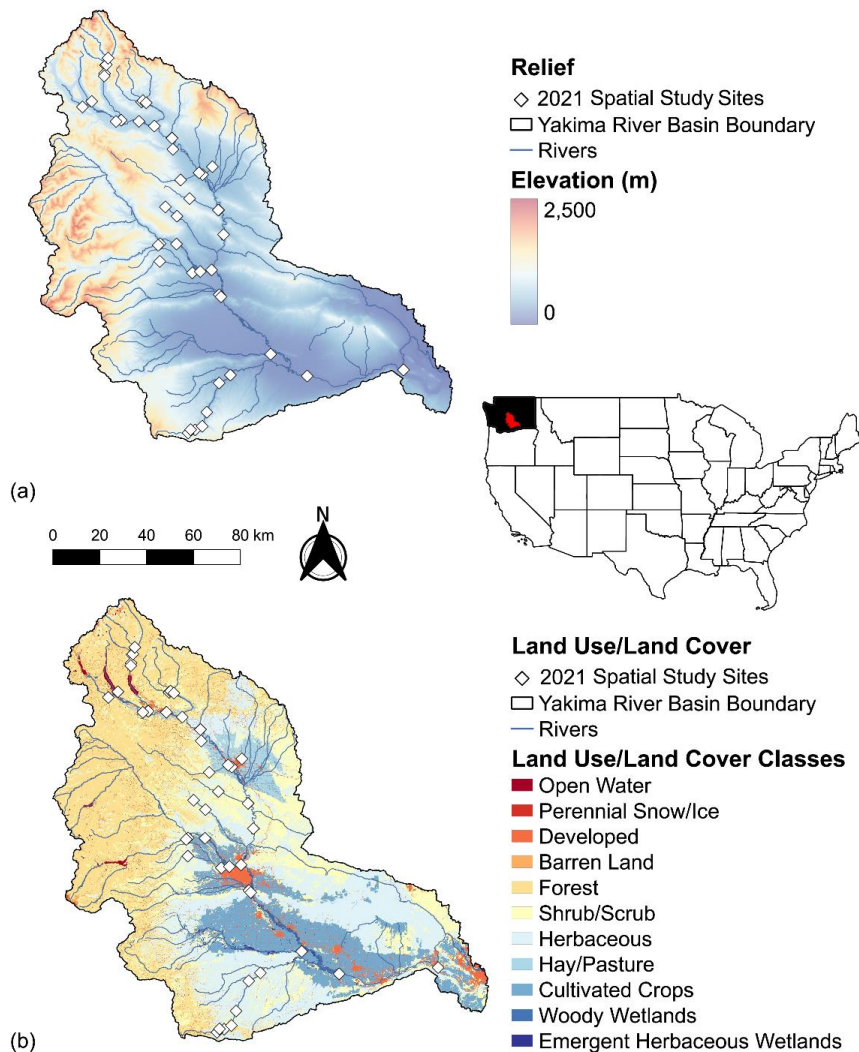 Relief
2021 Spatial Study Sites
Yakima River Basin Boundary
Rivers
Elevation (m)
2,500
0
(a)
0 20 40 60 80 km
N
Land Use/Land Cover
2021 Spatial Study Sites
Yakima River Basin Boundary
Rivers
Land Use/Land Cover Classes
Open Water
Perennial Snow/Ice
Developed
Barren Land
Forest
Shrub/Scrub
Herbaceous
Hay/Pasture
Cultivated Crops
Woody Wetlands
Emergent Herbaceous Wetlands
(b)